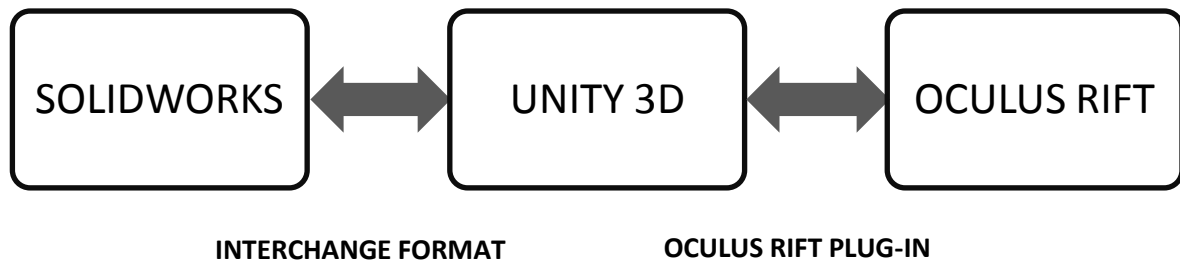 SOLIDWORKS
UNITY 3D
OCULUS RIFT
INTERCHANGE FORMAT
OCULUS RIFT PLUG-IN